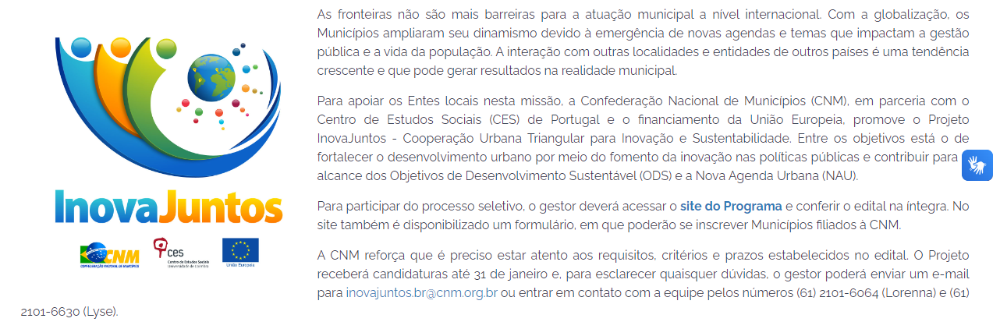 As fronteiras não são mais barreiras para a atuação municipal a nível internacional. Com a globalização, os
Municípios ampliaram seu dinamismo devido à emergência de novas agendas e temas que impactam a gestão
pública e a vida da população. A interação com outras localidades e entidades de outros países é uma tendência
crescente e que pode gerar resultados na realidade municipal.
Para apoiar os Entes locais nesta missão, a Confederação Nacional de Municípios (CNM), em parceria com o
Centro de Estudos Sociais (CES) de Portugal e o financiamento da União Europeia, promove o Projeto
InovaJuntos - Cooperação Urbana Triangular para Inovação e Sustentabilidade. Entre os objetivos está o de
fortalecer o desenvolvimento urbano por meio do fomento da inovação nas políticas públicas e contribuir para
alcance dos Objetivos de Desenvolvimento Sustentável (ODS) e a Nova Agenda Urbana (NAU).
Para participar do processo seletivo, o gestor deverá acessar o site do Programa e conferir o edital na íntegra. No
site também é disponibilizado um formulário, em que poderão se inscrever Municípios filiados à CNM.
A CNM reforça que é preciso estar atento aos requisitos, critérios e prazos estabelecidos no edital. O Projeto
receberá candidaturas até 31 de janeiro e, para esclarecer quaisquer dúvidas, o gestor poderá enviar um e-mail
para inovajuntos.br@cnm.org.br ou entrar em contato com a equipe pelos números (61) 2101-6064 (Lorenna) e (61)
2101-6630 (Lyse).
InovaJuntos
CNM
CONFEDERAÇÃO NACIONAL DE MUNICÍPIOS
ces
Centro de Estudos Sociais
Universidade de Coimbra
União Europeia